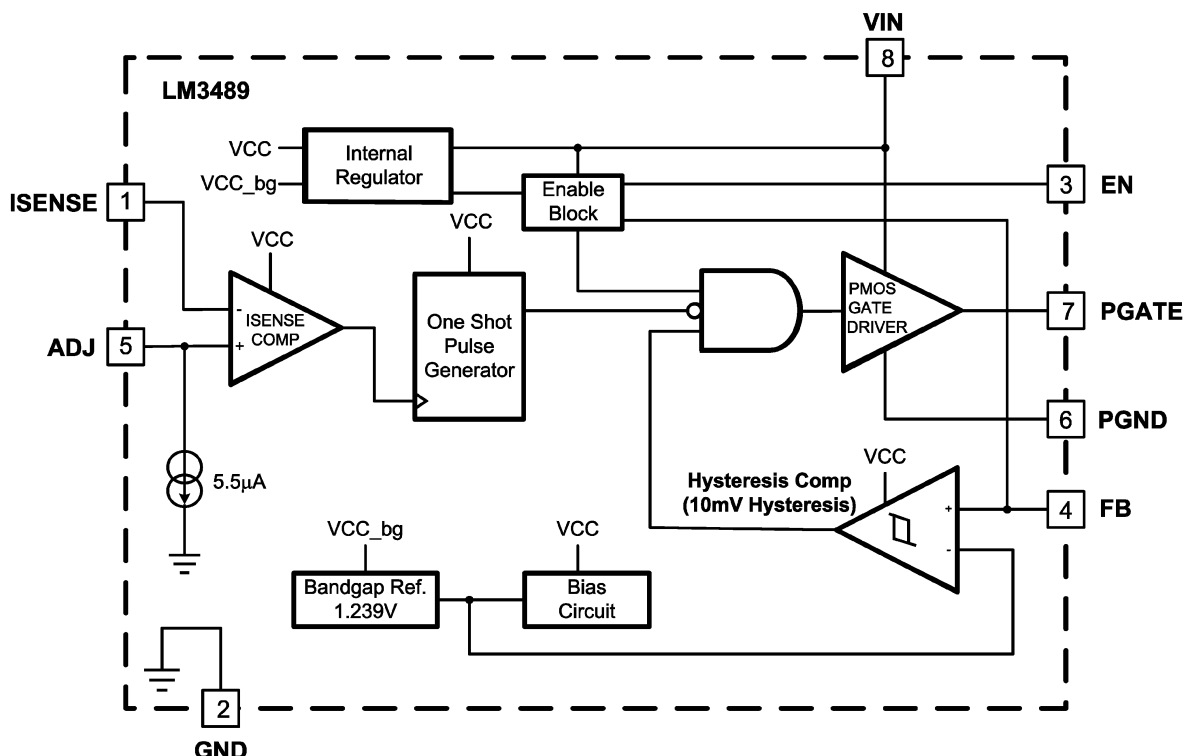 VIN
8
LM3489
VCC
VCC_bg
Internal
Regulator
Enable
Block
3
EN
ISENSE
1
VCC
VCC
-
ISENSE
COMP
+
One Shot
Pulse
Generator
PMOS
GATE
DRIVER
7
PGATE
ADJ
5
6
PGND
5.5µA
Hysteresis Comp
(10mV Hysteresis)
VCC
+
-
4
FB
VCC_bg
VCC
Bandgap Ref.
1.239V
Bias
Circuit
2
GND